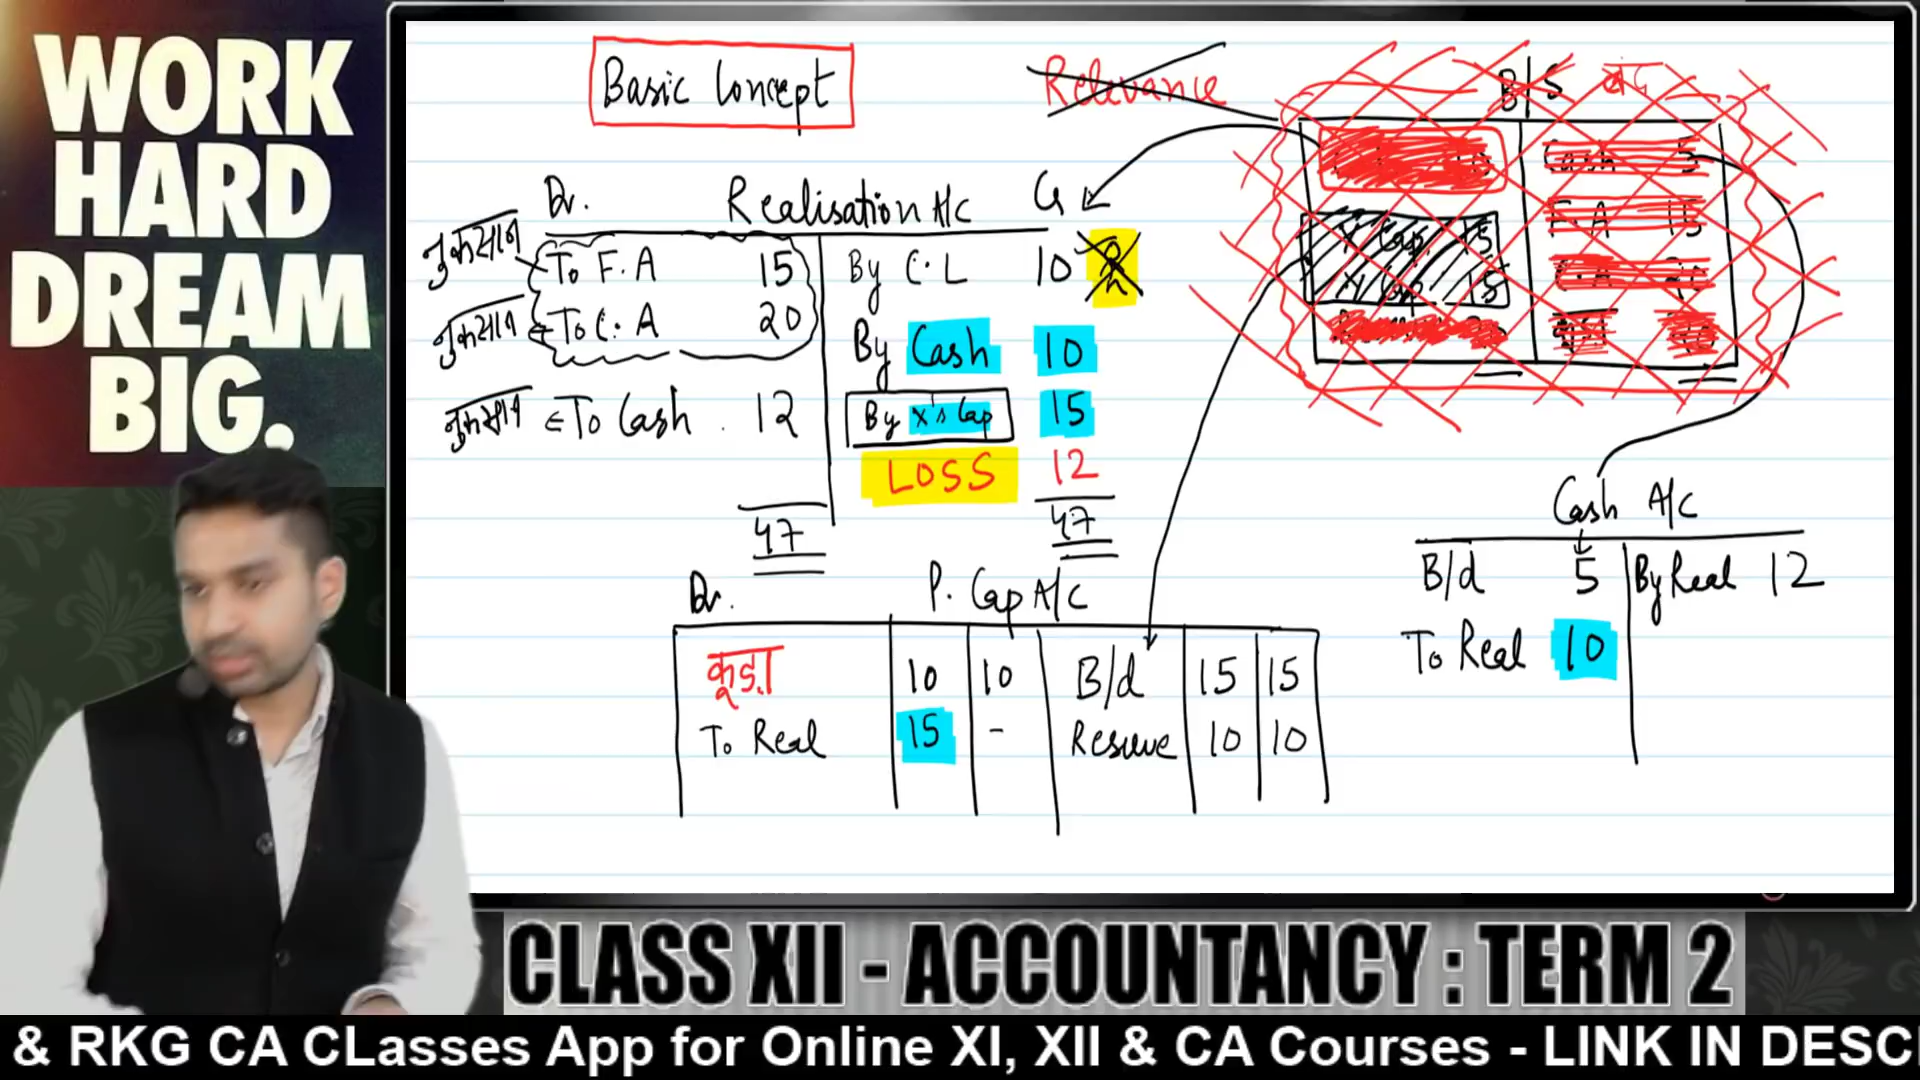 WORK
HARD
DREAM
BIG.
Basic Concept
Relevance
B/S
Cash 5
F.A 15
C.A 20
Cap 15
Y Cap 15
Dr. Realisation A/c Cr
नुकसान To F.A 15 By C.L 10
नुकसान To C.A 20 By Cash 10
नुकसान To Cash 12 By X's Cap 15
LOSS 12
47 47
Dr. P. Cap A/c
कूड़ा 10 10 B/d 15 15
To Real 15 - Reserve 10 10
Cash A/c
B/d 5 By Real 12
To Real 10
CLASS XII - ACCOUNTANCY : TERM 2
& RKG CA CLasses App for Online XI, XII & CA Courses - LINK IN DESC